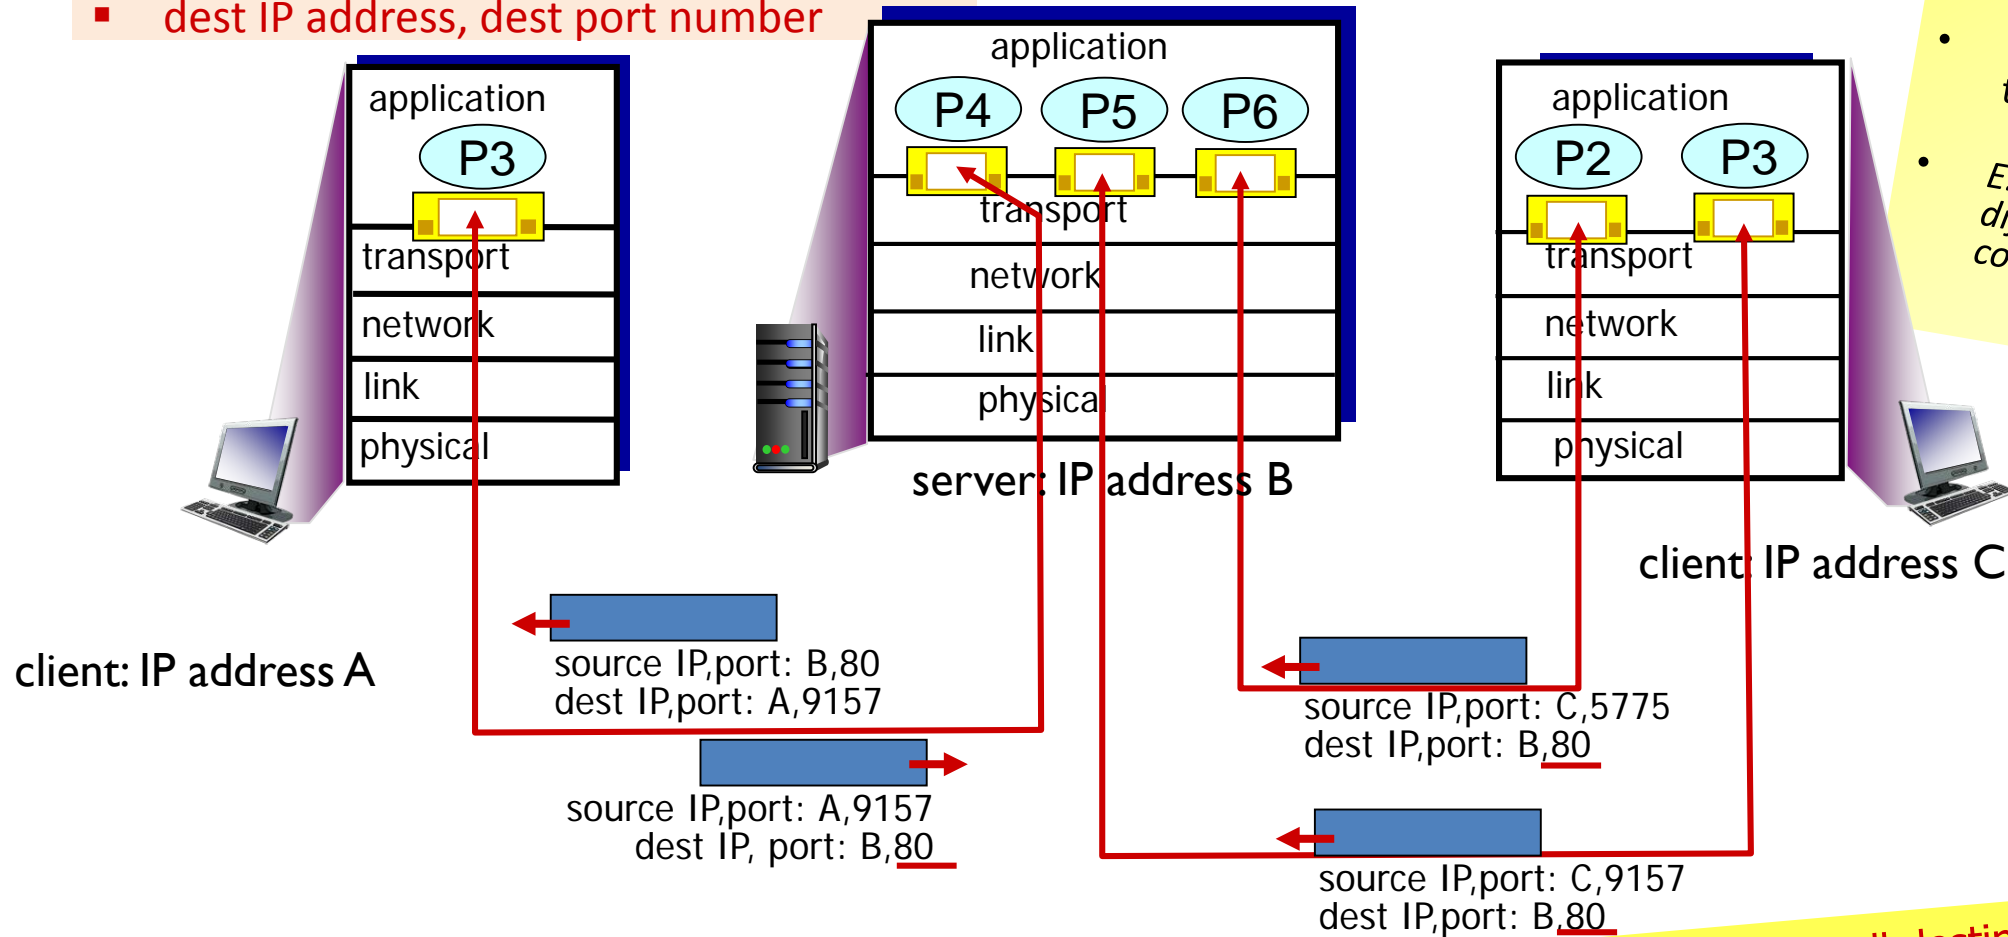 dest IP address, dest port number
application
P3
transport
network
link
physical
client: IP address A
application
P4 P5 P6
transport
network
link
physical
server: IP address B
application
P2 P3
transport
network
link
physical
client: IP address C
source IP,port: B,80
dest IP,port: A,9157
source IP,port: A,9157
dest IP, port: B,80
source IP,port: C,5775
dest IP,port: B,80
source IP,port: C,9157
dest IP,port: B,80